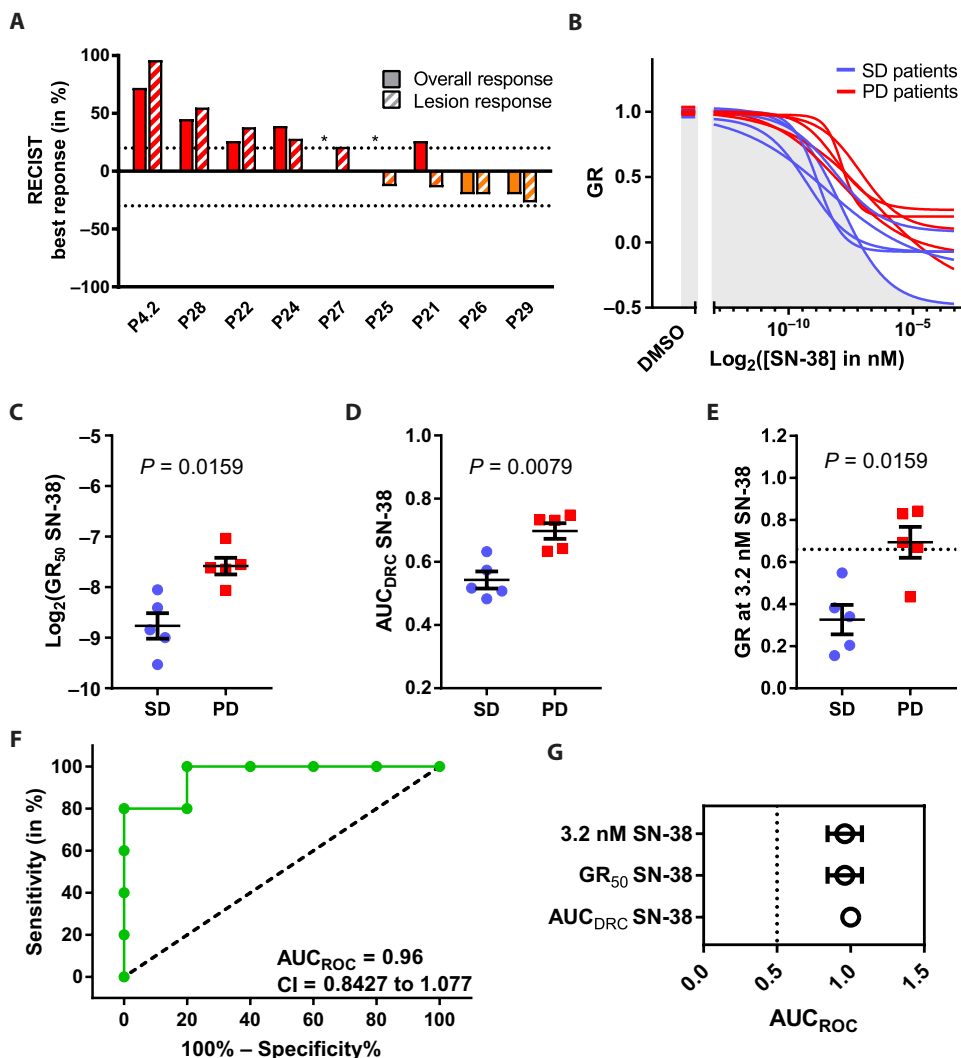 A
RECIST
best reponse (in %)
100
50
0
–50
–100
Overall response
Lesion response
*
*
P4.2
P28
P22
P24
P27
P25
P21
P26
P29
B
SD patients
PD patients
GR
1.0
0.5
0.0
–0.5
DMSO
10⁻¹⁰
10⁻⁵
Log₂([SN-38] in nM)
C
Log₂(GR₅₀ SN-38)
–5
–6
–7
–8
–9
–10
P = 0.0159
SD
PD
D
AUC_DRC SN-38
1.0
0.8
0.6
0.4
0.2
P = 0.0079
SD
PD
E
GR at 3.2 nM SN-38
1.2
1.0
0.8
0.6
0.4
0.2
0.0
P = 0.0159
SD
PD
F
Sensitivity (in %)
100
80
60
40
20
0
AUC_ROC = 0.96
CI = 0.8427 to 1.077
0
20
40
60
80
100
100% – Specificity%
G
3.2 nM SN-38
GR₅₀ SN-38
AUC_DRC SN-38
0.0
0.5
1.0
1.5
AUC_ROC